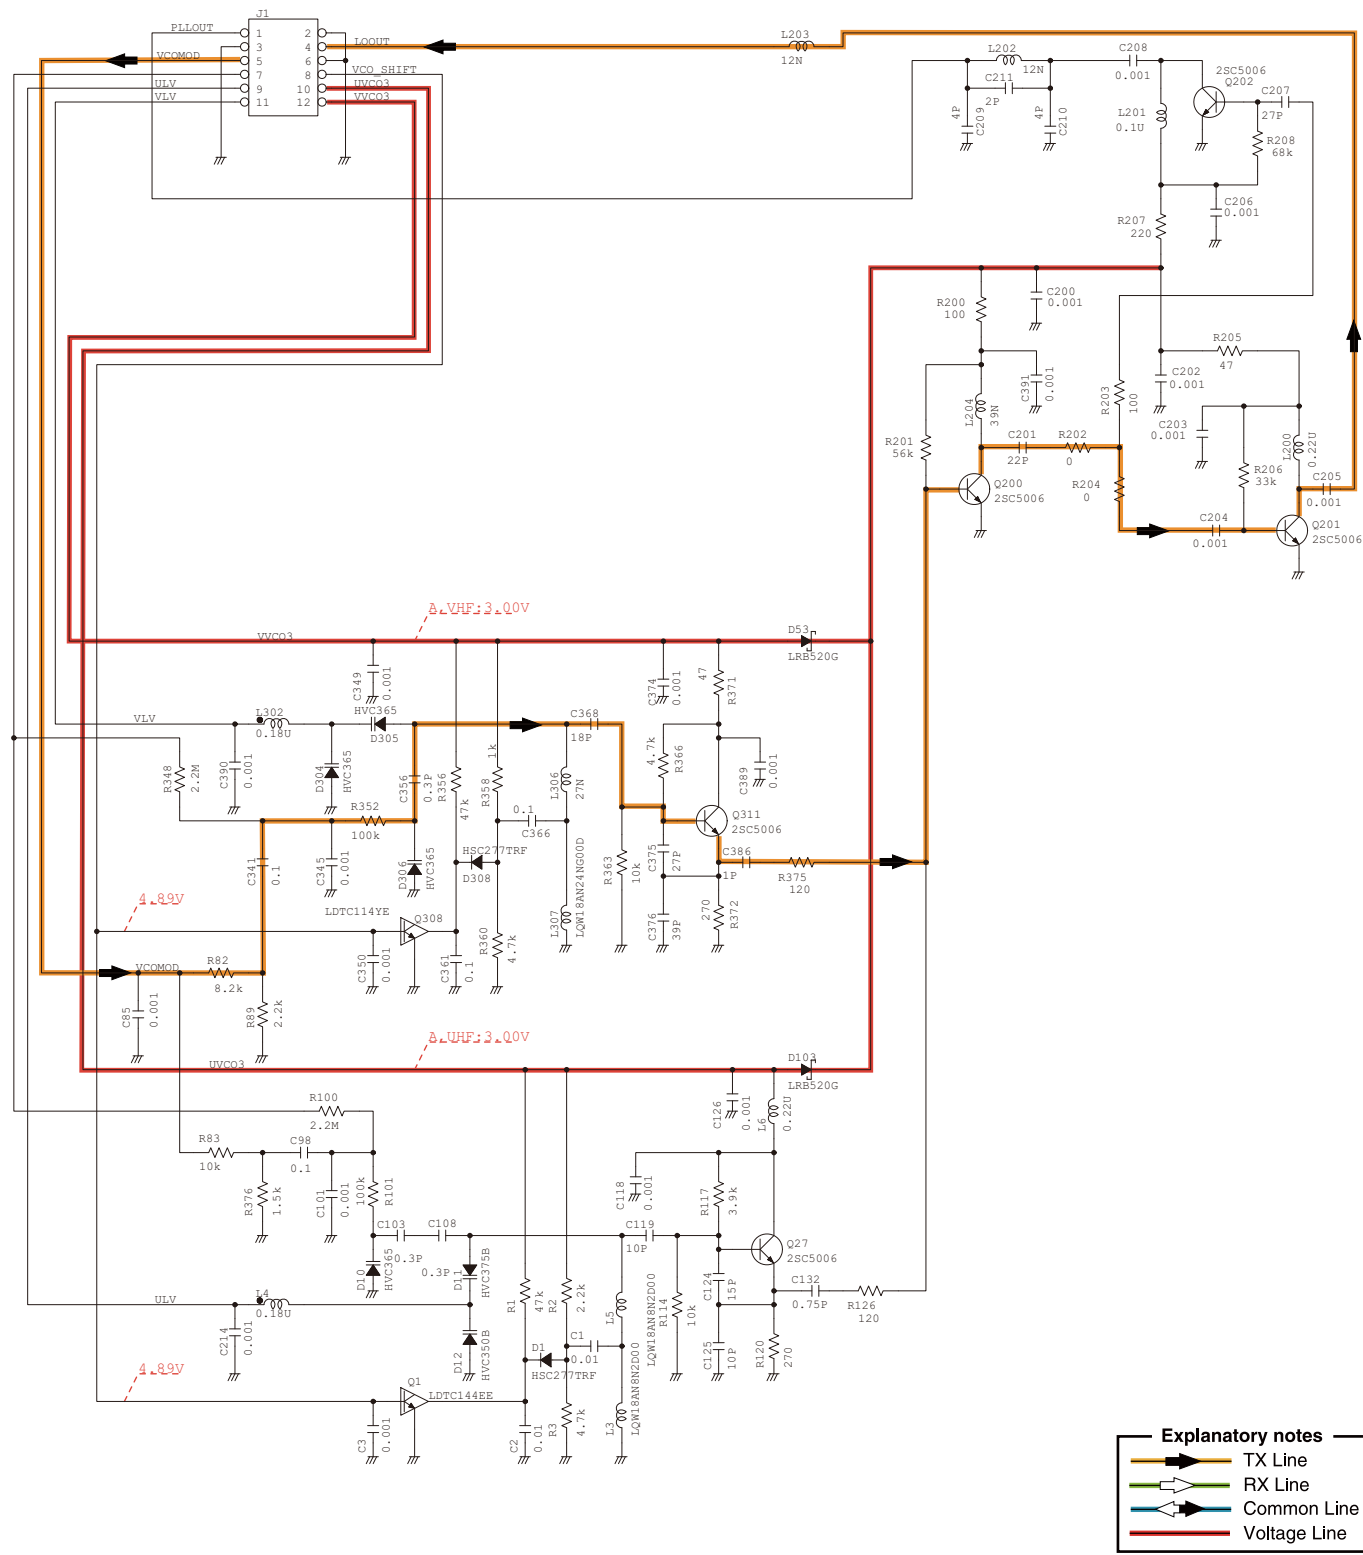 J1
PLLOUT 1 2
3 4 LOOUT
VCOMOD 5 6
7 8 VCO_SHIFT
ULV 9 10 UVCO3
VLV 11 12 VVCO3
L203
12N
L202
12N
C211
2P
C208
0.001
4P
C209
4P
C210
L201
0.1U
2SC5006
Q202
C207
27P
R208
68k
C206
0.001
R207
220
R200
100
C200
0.001
C391
0.001
L204
39N
R201
56k
C201
22P
R202
0
R203
100
R204
0
C202
0.001
R205
47
C203
0.001
L200
0.22U
R206
33k
C205
0.001
C204
0.001
Q200
2SC5006
Q201
2SC5006
A,VHF:3.00V
VVCO3
D53
LRB520G
C349
0.001
C374
0.001
47
R371
VLV
L302
0.18U
HVC365
D305
C368
18P
R348
2.2M
C390
0.001
D304
HVC365
C356
0.3P
R356
47k
R358
1k
L306
27N
4.7k
R366
C389
0.001
R352
100k
0.1
C366
Q311
2SC5006
C341
0.1
C345
0.001
D306
HVC365
HSC277TRF
D308
R363
10k
C375
27P
C386
1P
R375
120
4.89V
LDTC114YE
Q308
L307
LQW18AN24NG00D
C376
39P
270
R372
C350
0.001
C361
0.1
R360
4.7k
VCOMOD
R82
8.2k
C85
0.001
R89
2.2k
A,UHF:3.00V
UVCO3
D103
LRB520G
C126
0.001
L6
0.22U
R100
2.2M
R83
10k
C98
0.1
R376
1.5k
C101
0.001
100k
R101
C118
0.001
R117
3.9k
C103
0.3P
C108
0.3P
C119
10P
Q27
2SC5006
D10
HVC365
D11
HVC375B
ULV
L4
0.18U
C214
0.001
D12
HVC350B
R1
47k
R2
2.2k
L5
LQW18AN8N2D00
R114
10k
C124
15P
C132
0.75P
R126
120
C1
0.01
D1
HSC277TRF
C125
10P
R120
270
4.89V
Q1
LDTC144EE
C3
0.001
C2
0.01
R3
4.7k
L3
LQW18AN8N2D00
Explanatory notes
TX Line
RX Line
Common Line
Voltage Line